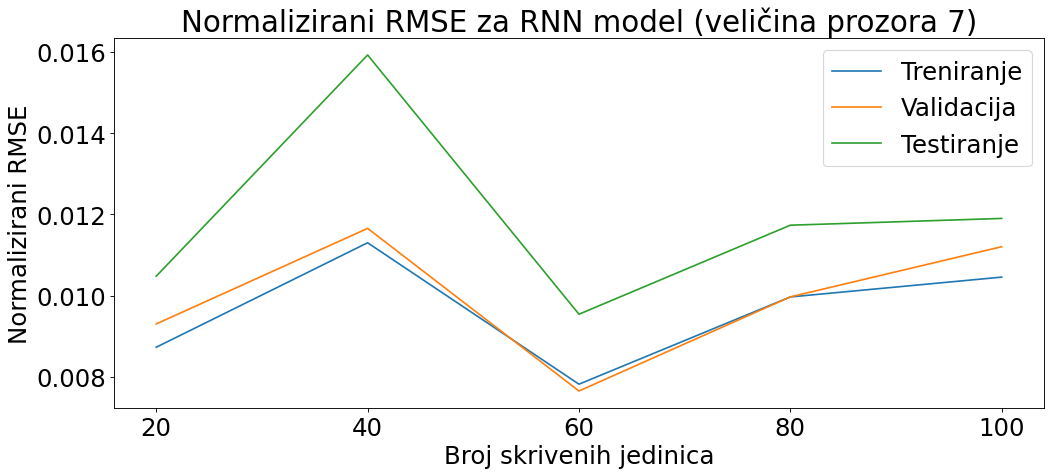 Normalizirani RMSE za RNN model (veličina prozora 7)
Normalizirani RMSE
0.016
0.014
0.012
0.010
0.008
Treniranje
Validacija
Testiranje
20 40 60 80 100
Broj skrivenih jedinica